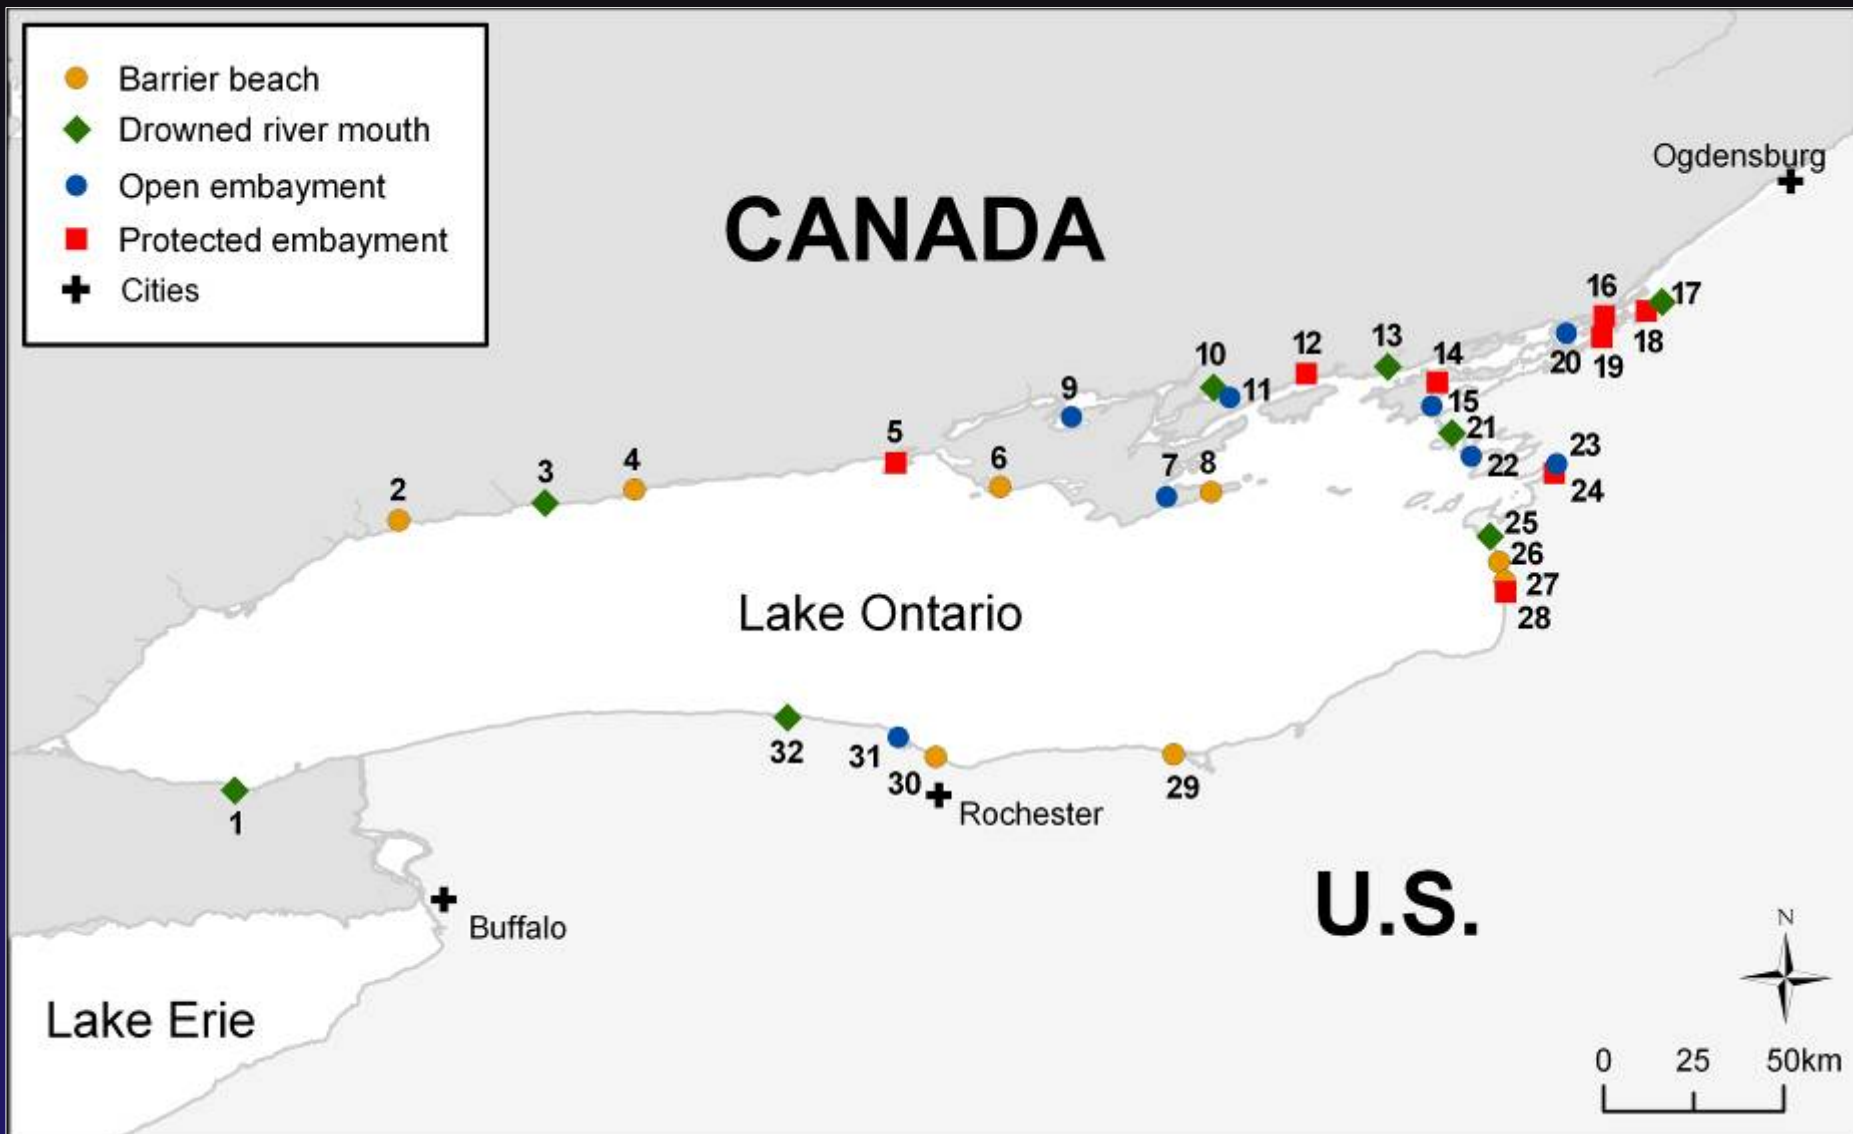 Barrier beach
Drowned river mouth
Open embayment
Protected embayment
Cities
Ogdensburg
CANADA
16
17
18
13
12
14
20
19
10
11
9
15
21
5
23
4
6
7
8
22
3
24
2
25
26
27
Lake Ontario
28
32
31
30
29
1
Rochester
U.S.
Buffalo
N
Lake Erie
0 25 50km